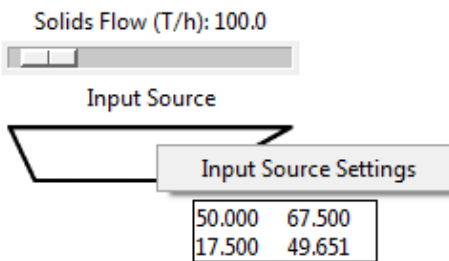 Solids Flow (T/h): 100.0
Input Source
Input Source Settings
50.000 67.500
17.500 49.651